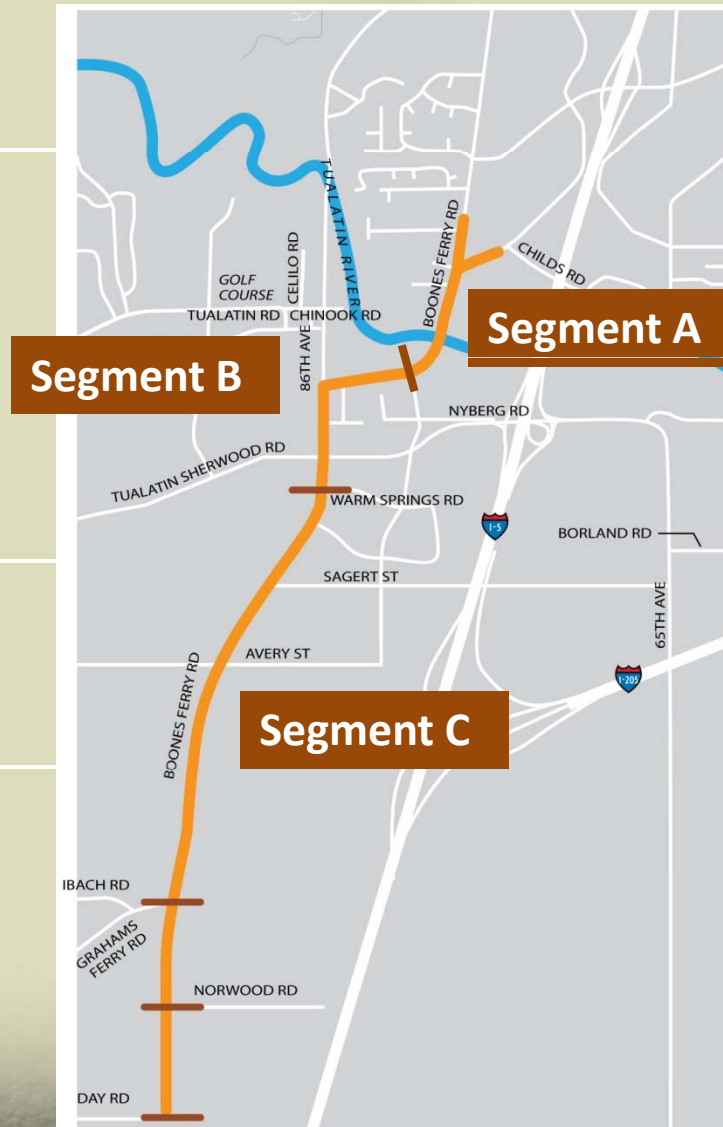 TUALATIN RIVER
BOONES FERRY RD
CHILDS RD
CELILO RD
GOLF
COURSE
TUALATIN RD
CHINOOK RD
Segment A
86TH AVE
Segment B
NYBERG RD
TUALATIN SHERWOOD RD
WARM SPRINGS RD
I-5
BORLAND RD
SAGERT ST
65TH AVE
AVERY ST
I-205
BOONES FERRY RD
Segment C
IBACH RD
GRAHAMS
FERRY RD
NORWOOD RD
DAY RD